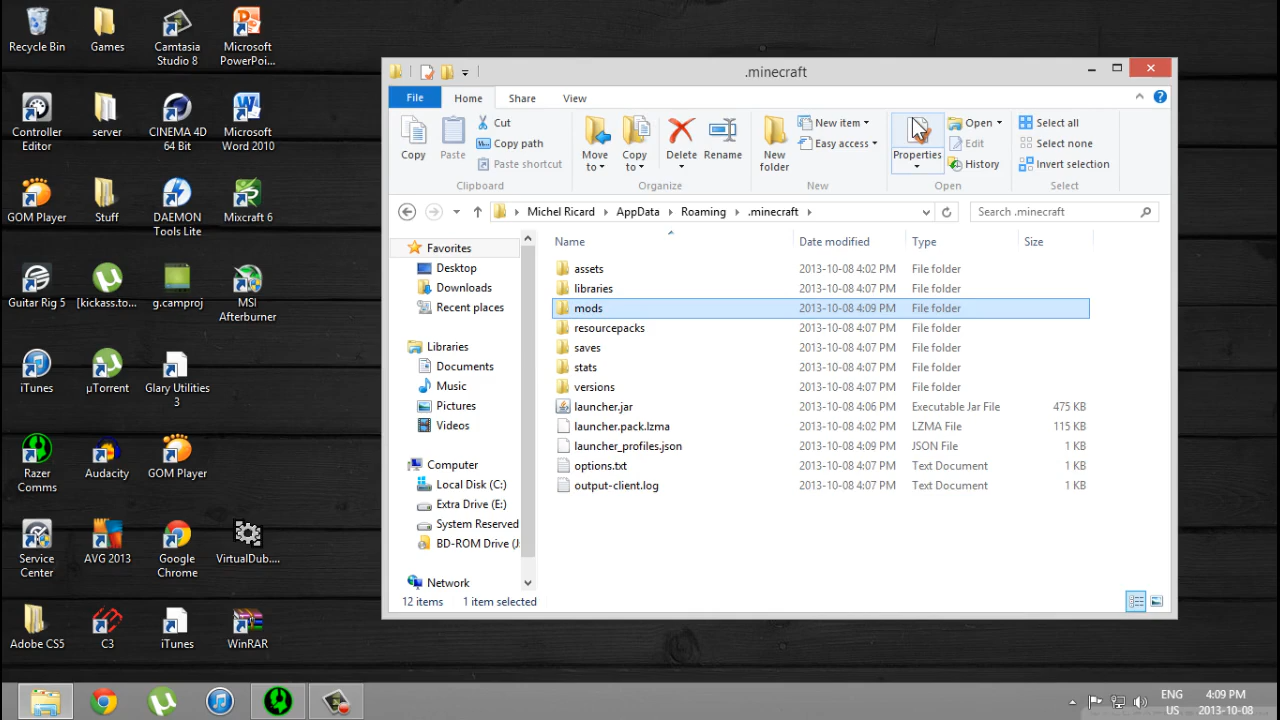 Recycle Bin
Games
Camtasia
Studio 8
Microsoft
PowerPoi...
Controller
Editor
server
CINEMA 4D
64 Bit
Microsoft
Word 2010
GOM Player
Stuff
DAEMON
Tools Lite
Mixcraft 6
Guitar Rig 5
[kickass.to...
g.camproj
MSI
Afterburner
iTunes
µTorrent
Glary Utilities
3
Razer
Comms
Audacity
GOM Player
Service
Center
AVG 2013
Google
Chrome
VirtualDub....
Adobe CS5
C3
iTunes
WinRAR
.minecraft
File
Home
Share
View
Copy
Paste
Cut
Copy path
Paste shortcut
Clipboard
Move
to
Copy
to
Delete
Rename
Organize
New
folder
New item
Easy access
New
Properties
Open
Edit
History
Open
Select all
Select none
Invert selection
Select
Michel Ricard
AppData
Roaming
.minecraft
Search .minecraft
Favorites
Desktop
Downloads
Recent places
Libraries
Documents
Music
Pictures
Videos
Computer
Local Disk (C:)
Extra Drive (E:)
System Reserved
BD-ROM Drive (J:
Network
Name Date modified Type Size
assets 2013-10-08 4:02 PM File folder
libraries 2013-10-08 4:07 PM File folder
mods 2013-10-08 4:09 PM File folder
resourcepacks 2013-10-08 4:07 PM File folder
saves 2013-10-08 4:07 PM File folder
stats 2013-10-08 4:07 PM File folder
versions 2013-10-08 4:07 PM File folder
launcher.jar 2013-10-08 4:06 PM Executable Jar File 475 KB
launcher.pack.lzma 2013-10-08 4:02 PM LZMA File 115 KB
launcher_profiles.json 2013-10-08 4:09 PM JSON File 1 KB
options.txt 2013-10-08 4:07 PM Text Document 1 KB
output-client.log 2013-10-08 4:07 PM Text Document 1 KB
12 items 1 item selected
ENG
US
4:09 PM
2013-10-08